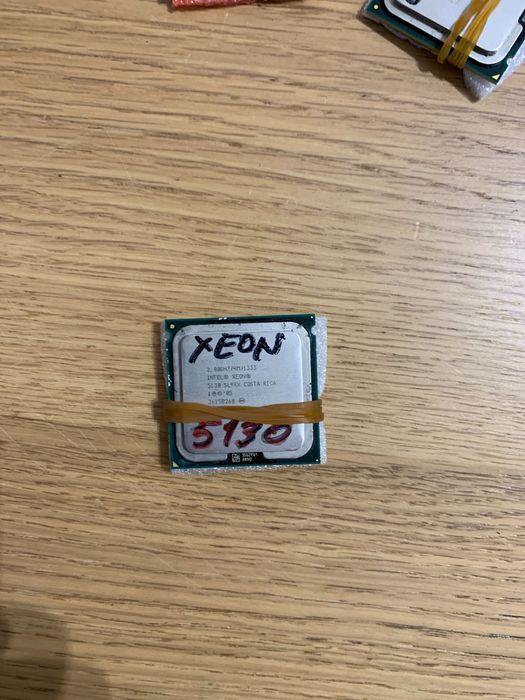 XEON
2.00GHZ/4M/1333
INTEL® XEON®
5130 SL9RX COSTA RICA
5130